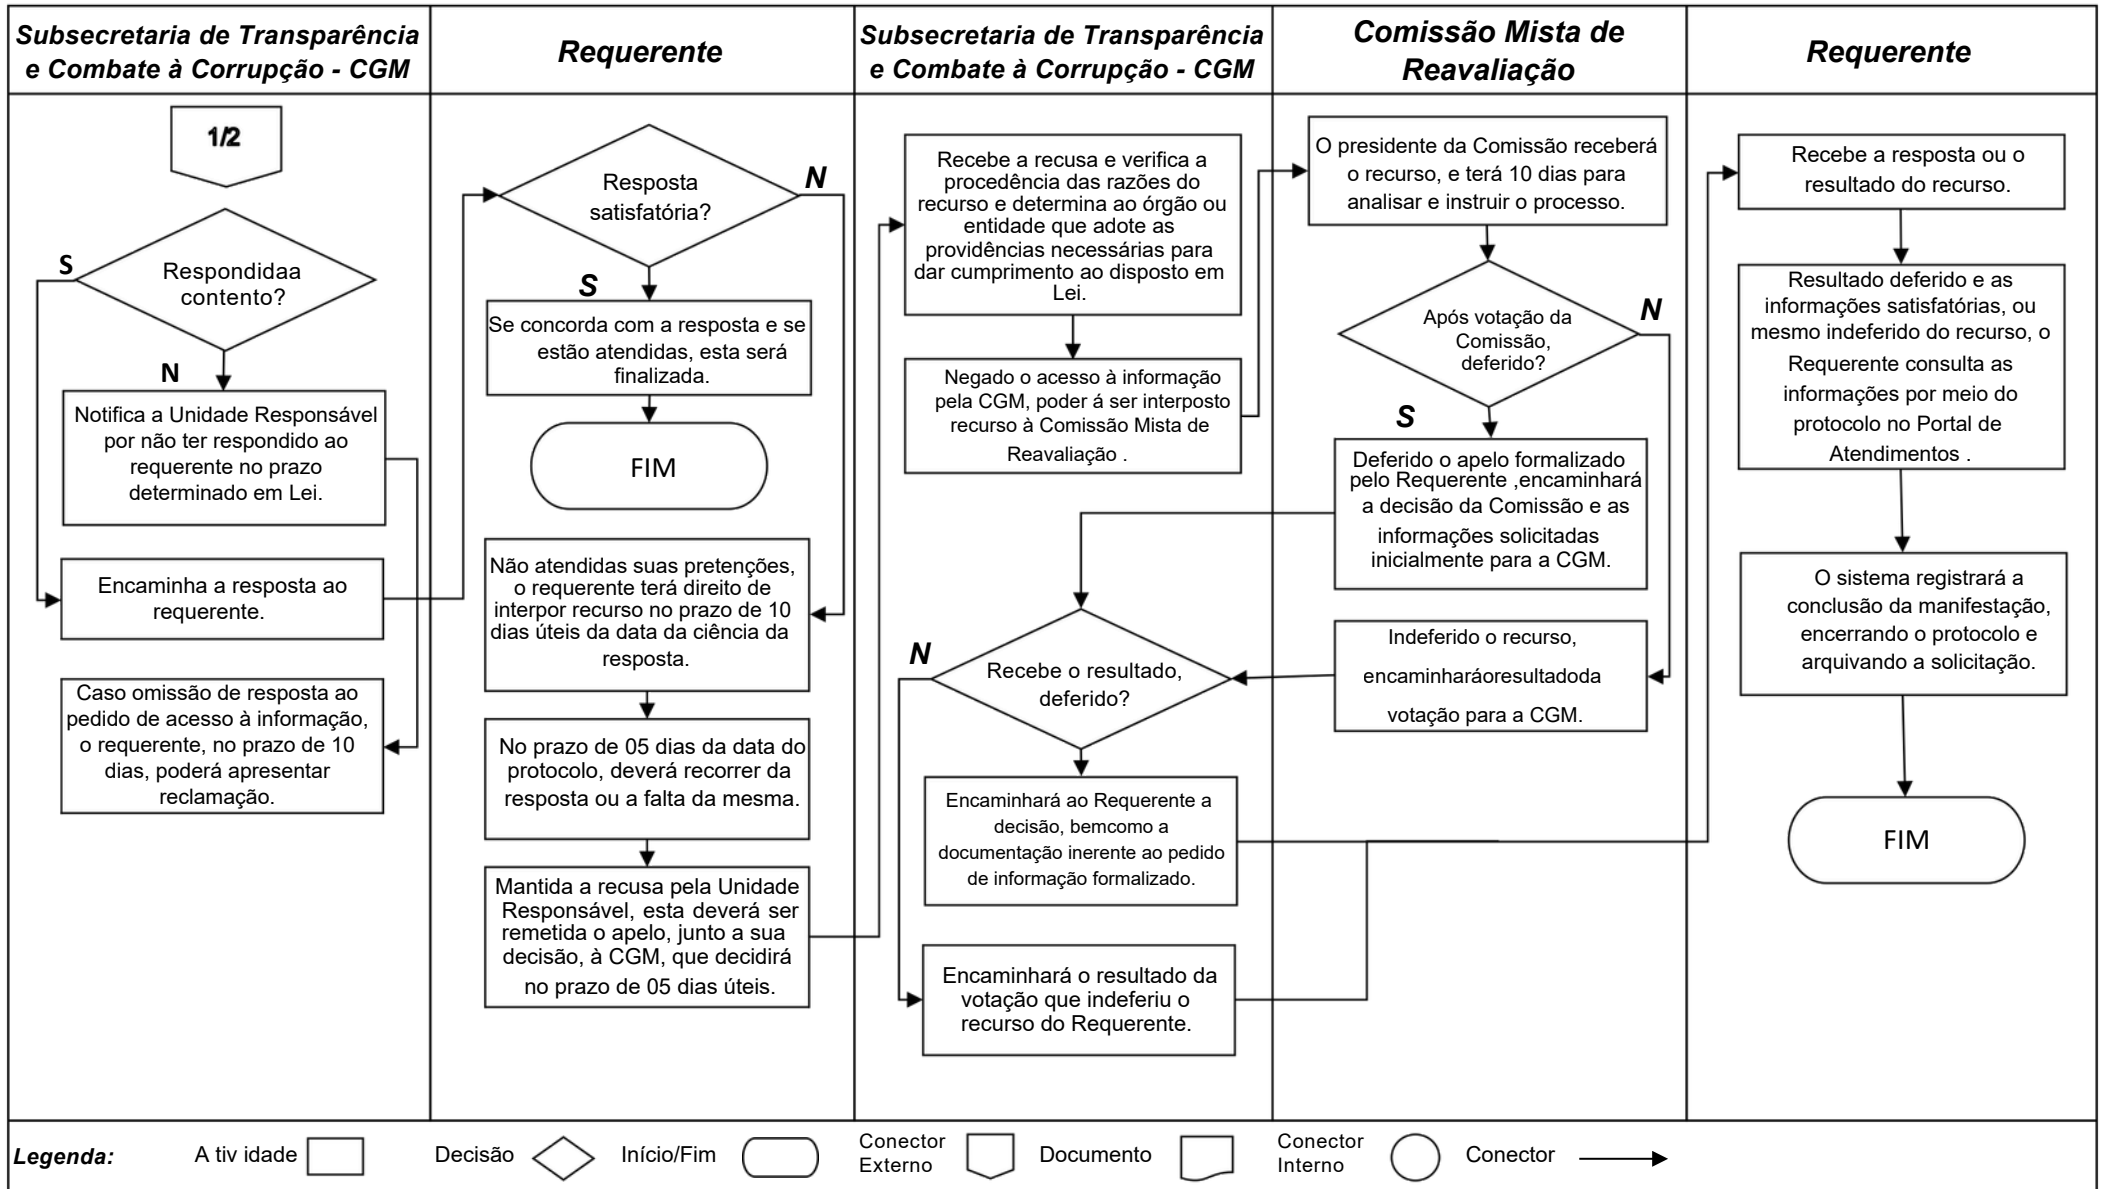 Subsecretaria de Transparência
e Combate à Corrupção - CGM
Requerente
Subsecretaria de Transparência
e Combate à Corrupção - CGM
Comissão Mista de
Reavaliação
Requerente
1/2
Respondidaa
contento?
S
N
Notifica a Unidade Responsável
por não ter respondido ao
requerente no prazo
determinado em Lei.
Encaminha a resposta ao
requerente.
Caso omissão de resposta ao
pedido de acesso à informação,
o requerente, no prazo de 10
dias, poderá apresentar
reclamação.
Resposta
satisfatória?
N
S
Se concorda com a resposta e se
estão atendidas, esta será
finalizada.
FIM
Não atendidas suas pretenções,
o requerente terá direito de
interpor recurso no prazo de 10
dias úteis da data da ciência da
resposta.
No prazo de 05 dias da data do
protocolo, deverá recorrer da
resposta ou a falta da mesma.
Mantida a recusa pela Unidade
Responsável, esta deverá ser
remetida o apelo, junto a sua
decisão, à CGM, que decidirá
no prazo de 05 dias úteis.
Recebe a recusa e verifica a
procedência das razões do
recurso e determina ao órgão ou
entidade que adote as
providências necessárias para
dar cumprimento ao disposto em
Lei.
Negado o acesso à informação
pela CGM, poder á ser interposto
recurso à Comissão Mista de
Reavaliação .
N
Recebe o resultado,
deferido?
Encaminhará ao Requerente a
decisão, bemcomo a
documentação inerente ao pedido
de informação formalizado.
Encaminhará o resultado da
votação que indeferiu o
recurso do Requerente.
O presidente da Comissão receberá
o recurso, e terá 10 dias para
analisar e instruir o processo.
Após votação da
Comissão,
deferido?
N
S
Deferido o apelo formalizado
pelo Requerente ,encaminhará
a decisão da Comissão e as
informações solicitadas
inicialmente para a CGM.
Indeferido o recurso,
encaminharáoresultadoda
votação para a CGM.
Recebe a resposta ou o
resultado do recurso.
Resultado deferido e as
informações satisfatórias, ou
mesmo indeferido do recurso, o
Requerente consulta as
informações por meio do
protocolo no Portal de
Atendimentos .
O sistema registrará a
conclusão da manifestação,
encerrando o protocolo e
arquivando a solicitação.
FIM
Legenda:
A tiv idade
Decisão
Início/Fim
Conector
Externo
Documento
Conector
Interno
Conector